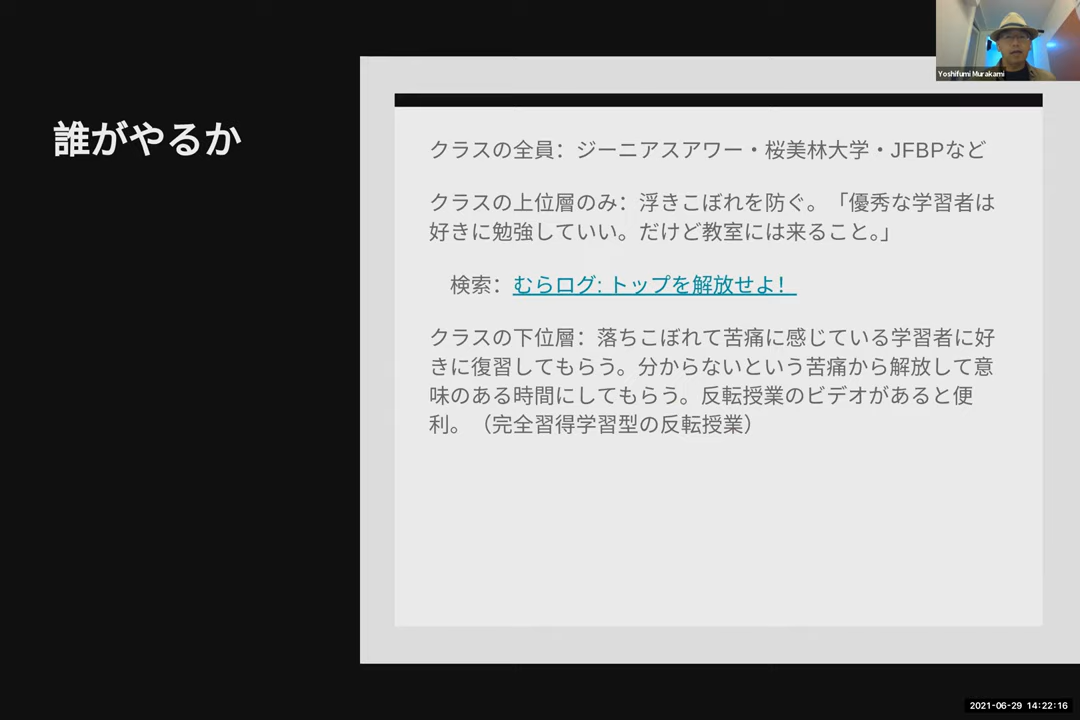 Yoshifumi Murakami
誰がやるか
クラスの全員：ジーニアスアワー・桜美林大学・JFBPなど
クラスの上位層のみ：浮きこぼれを防ぐ。「優秀な学習者は
好きに勉強していい。だけど教室には来ること。」
検索：むらログ: トップを解放せよ！
クラスの下位層：落ちこぼれて苦痛に感じている学習者に好
きに復習してもらう。分からないという苦痛から解放して意
味のある時間にしてもらう。反転授業のビデオがあると便
利。（完全習得学習型の反転授業）
2021-06-29 14:22:16